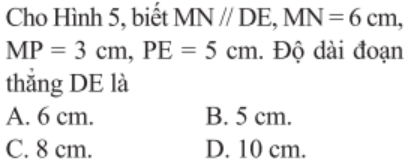 Cho Hình 5, biết MN // DE, MN = 6 cm,
MP = 3 cm, PE = 5 cm. Độ dài đoạn
thẳng DE là
A. 6 cm. B. 5 cm.
C. 8 cm. D. 10 cm.